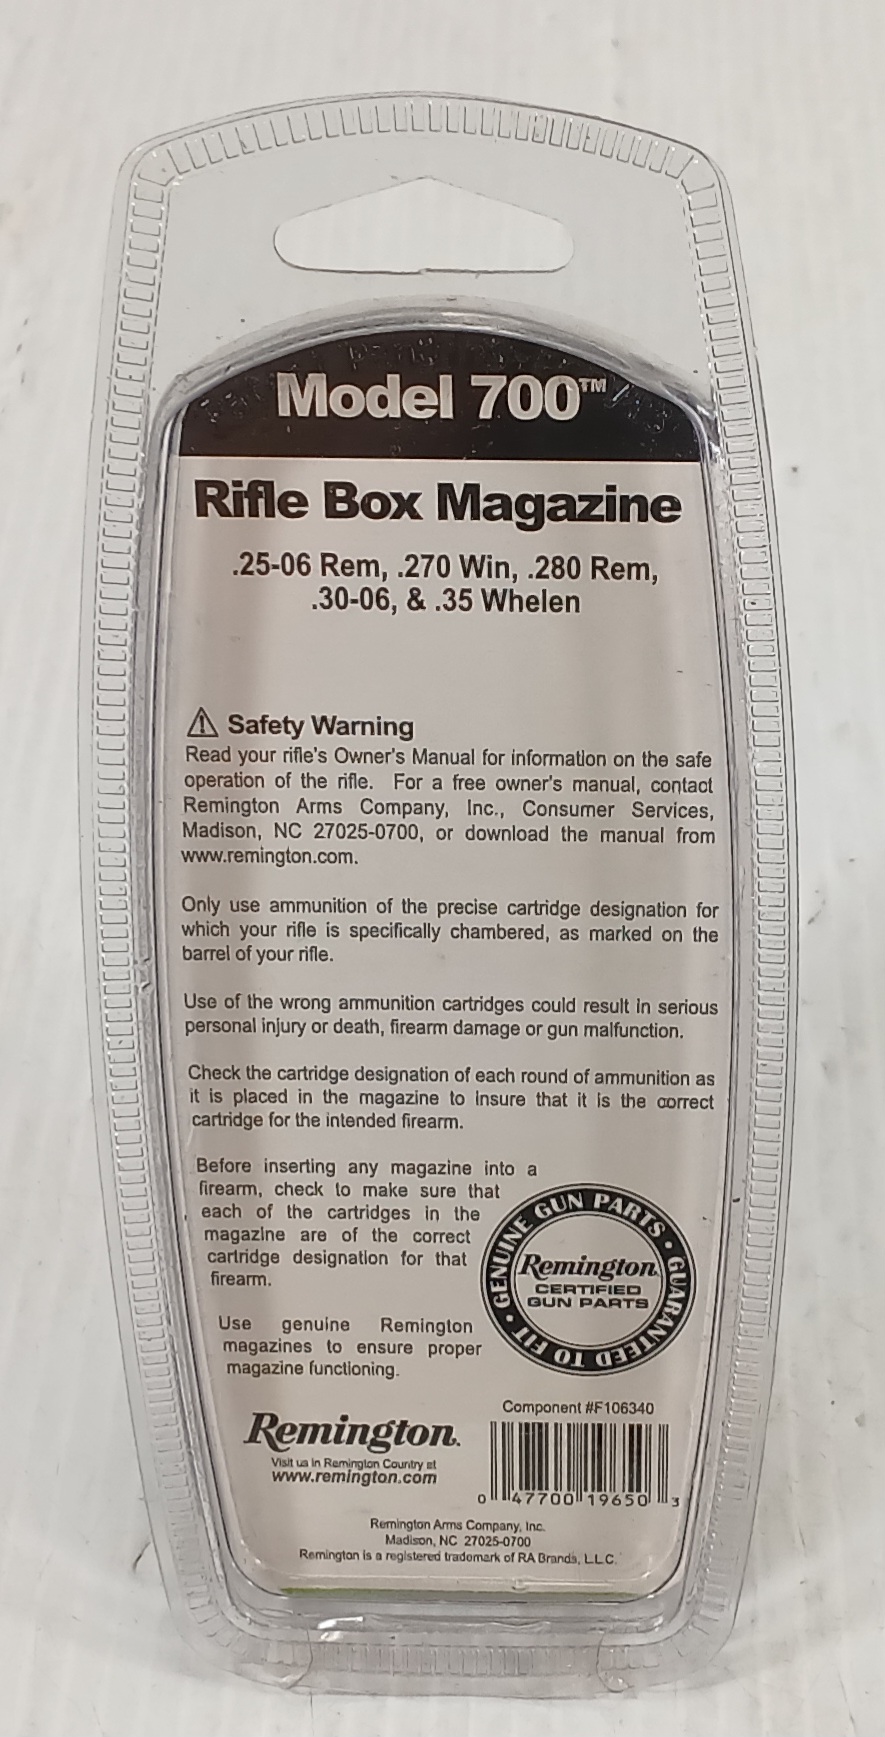 Model 700™
Rifle Box Magazine
.25-06 Rem, .270 Win, .280 Rem,
.30-06, & .35 Whelen
⚠ Safety Warning
Read your rifle's Owner's Manual for information on the safe
operation of the rifle. For a free owner's manual, contact
Remington Arms Company, Inc., Consumer Services,
Madison, NC 27025-0700, or download the manual from
www.remington.com.
Only use ammunition of the precise cartridge designation for
which your rifle is specifically chambered, as marked on the
barrel of your rifle.
Use of the wrong ammunition cartridges could result in serious
personal injury or death, firearm damage or gun malfunction.
Check the cartridge designation of each round of ammunition as
it is placed in the magazine to insure that it is the correct
cartridge for the intended firearm.
Before inserting any magazine into a
firearm, check to make sure that
each of the cartridges in the
magazine are of the correct
cartridge designation for that
firearm.
Use genuine Remington
magazines to ensure proper
magazine functioning.
GENUINE GUN PARTS • GUARANTEED TO FIT •
Remington
CERTIFIED
GUN PARTS
Component #F106340
Remington.
Visit us in Remington Country at
www.remington.com
0 47700 19650 3
Remington Arms Company, Inc.
Madison, NC 27025-0700
Remington is a registered trademark of RA Brands, L.L.C.